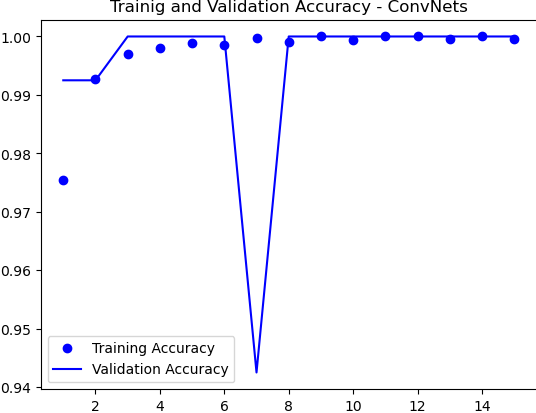 Trainig and Validation Accuracy - ConvNets
1.00
0.99
0.98
0.97
0.96
0.95
0.94
Training Accuracy
Validation Accuracy
2 4 6 8 10 12 14